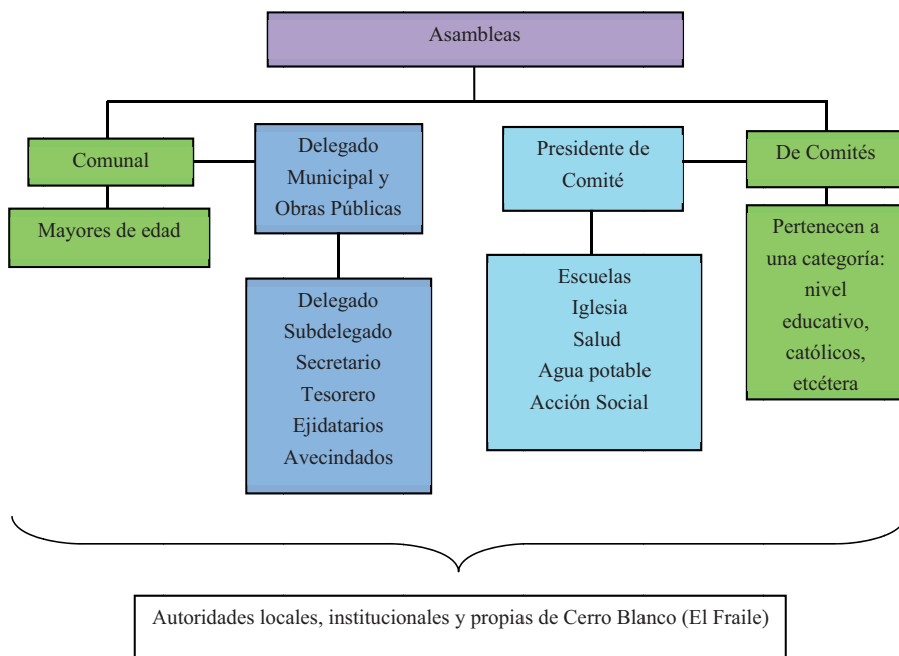 Asambleas
Comunal
Mayores de edad
Delegado
Municipal y
Obras Públicas
Delegado
Subdelegado
Secretario
Tesorero
Ejidatarios
Avecindados
Presidente de
Comité
Escuelas
Iglesia
Salud
Agua potable
Acción Social
De Comités
Pertenecen a
una categoría:
nivel
educativo,
católicos,
etcétera
Autoridades locales, institucionales y propias de Cerro Blanco (El Fraile)